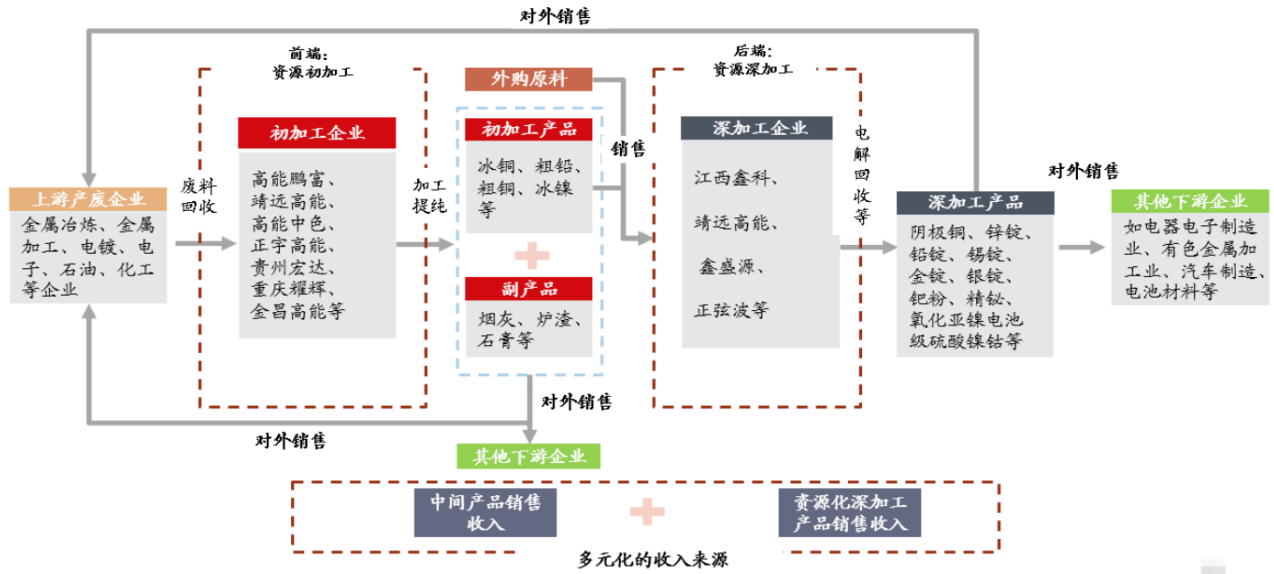 对外销售
前端：
资源初加工
后端：
资源深加工
外购原料
初加工企业
高能鹏富、
靖远高能、
高能中色、
正宇高能、
贵州宏达、
重庆耀辉、
金昌高能等
初加工产品
冰铜、粗铅、
粗铜、冰镍
等
副产品
烟灰、炉渣、
石膏等
深加工企业
江西鑫科、
靖远高能、
鑫盛源、
正弦波等
上游产废企业
金属冶炼、金属
加工、电镀、电
子、石油、化工
等企业
废料
回收
加工
提纯
销售
电解回收等
深加工产品
阴极铜、锌锭、
铅锭、锡锭、
金锭、银锭、
钯粉、精铋、
氧化亚镍电池
级硫酸镍钴等
对外销售
其他下游企业
如电器电子制造
业、有色金属加
工业、汽车制造、
电池材料等
对外销售
对外销售
其他下游企业
中间产品销售
收入
资源化深加工
产品销售收入
多元化的收入来源